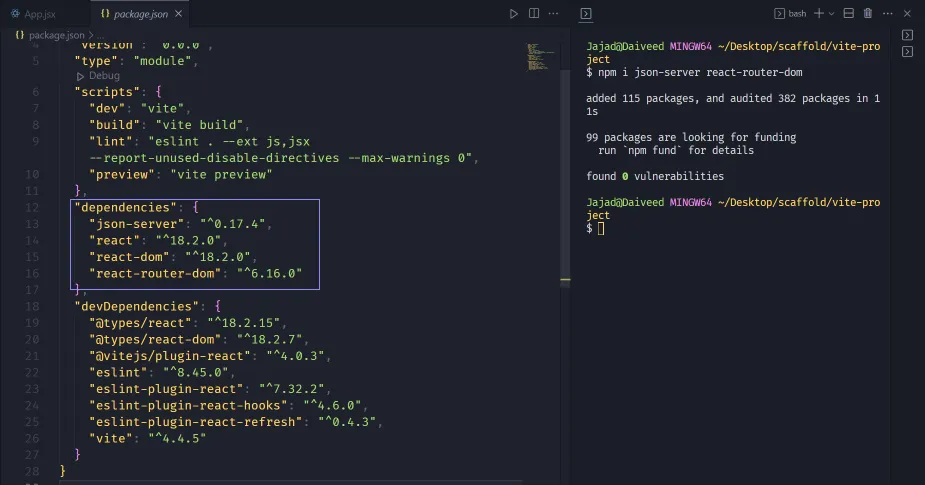 App.jsx
{} package.json ×
{} package.json > ...
4 "version": "0.0.0",
5 "type": "module",
Debug
6 "scripts": {
7 "dev": "vite",
8 "build": "vite build",
9 "lint": "eslint . --ext js,jsx
--report-unused-disable-directives --max-warnings 0",
10 "preview": "vite preview"
11 },
12 "dependencies": {
13 "json-server": "^0.17.4",
14 "react": "^18.2.0",
15 "react-dom": "^18.2.0",
16 "react-router-dom": "^6.16.0"
17 },
18 "devDependencies": {
19 "@types/react": "^18.2.15",
20 "@types/react-dom": "^18.2.7",
21 "@vitejs/plugin-react": "^4.0.3",
22 "eslint": "^8.45.0",
23 "eslint-plugin-react": "^7.32.2",
24 "eslint-plugin-react-hooks": "^4.6.0",
25 "eslint-plugin-react-refresh": "^0.4.3",
26 "vite": "^4.4.5"
27 }
28 }
bash
Jajad@Daiveed MINGW64 ~/Desktop/scaffold/vite-pro
ject
$ npm i json-server react-router-dom
added 115 packages, and audited 382 packages in 1
1s
99 packages are looking for funding
run `npm fund` for details
found 0 vulnerabilities
Jajad@Daiveed MINGW64 ~/Desktop/scaffold/vite-pro
ject
$